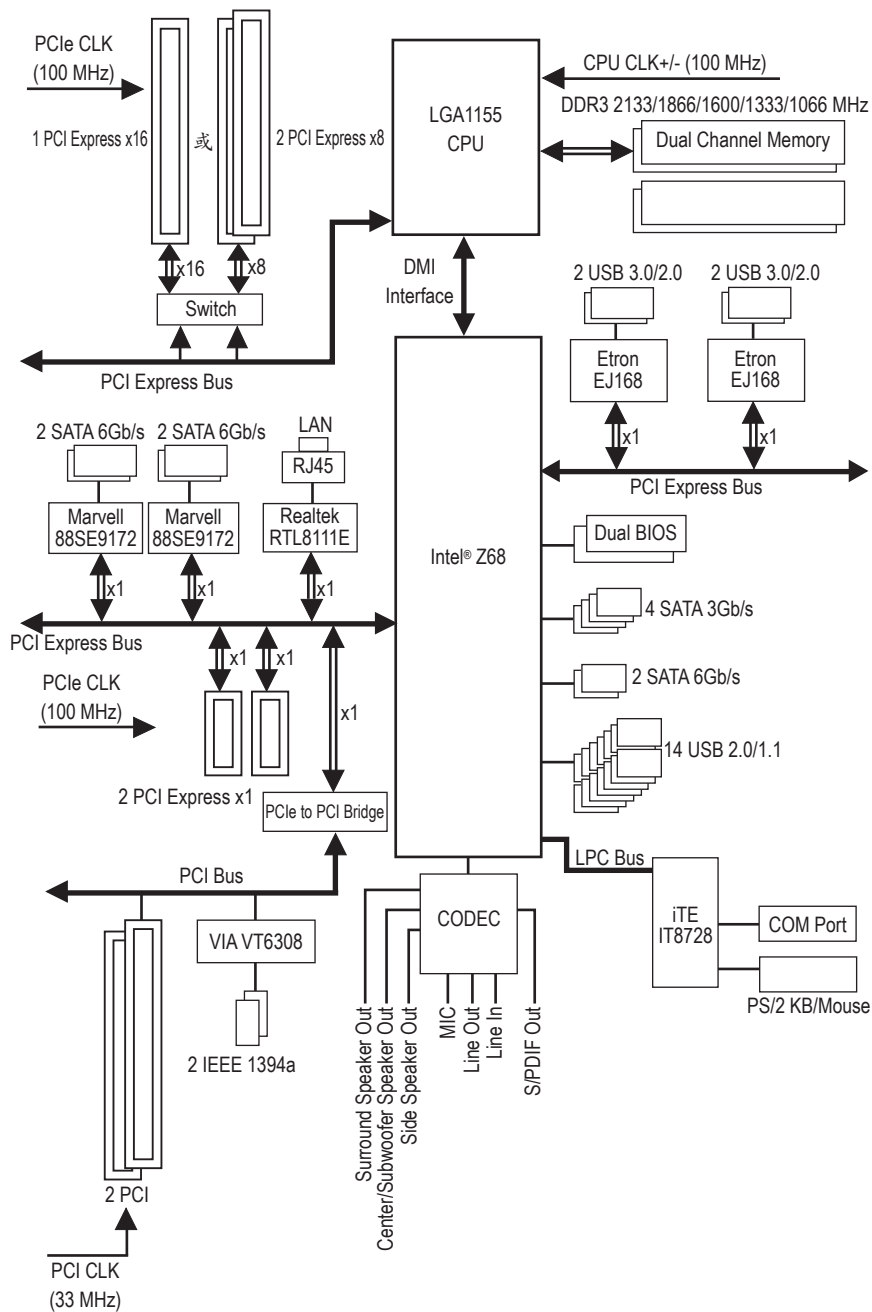 PCIe CLK
(100 MHz)
1 PCI Express x16
或
2 PCI Express x8
x16
x8
Switch
PCI Express Bus
LGA1155
CPU
CPU CLK+/- (100 MHz)
DDR3 2133/1866/1600/1333/1066 MHz
Dual Channel Memory
DMI
Interface
2 USB 3.0/2.0
2 USB 3.0/2.0
Etron
EJ168
Etron
EJ168
x1
x1
PCI Express Bus
2 SATA 6Gb/s
2 SATA 6Gb/s
LAN
RJ45
Marvell
88SE9172
Marvell
88SE9172
Realtek
RTL8111E
x1
x1
x1
PCI Express Bus
x1
x1
x1
PCIe CLK
(100 MHz)
2 PCI Express x1
PCIe to PCI Bridge
Intel® Z68
Dual BIOS
4 SATA 3Gb/s
2 SATA 6Gb/s
14 USB 2.0/1.1
LPC Bus
iTE
IT8728
COM Port
PS/2 KB/Mouse
PCI Bus
VIA VT6308
2 IEEE 1394a
2 PCI
PCI CLK
(33 MHz)
CODEC
Surround Speaker Out
Center/Subwoofer Speaker Out
Side Speaker Out
MIC
Line Out
Line In
S/PDIF Out